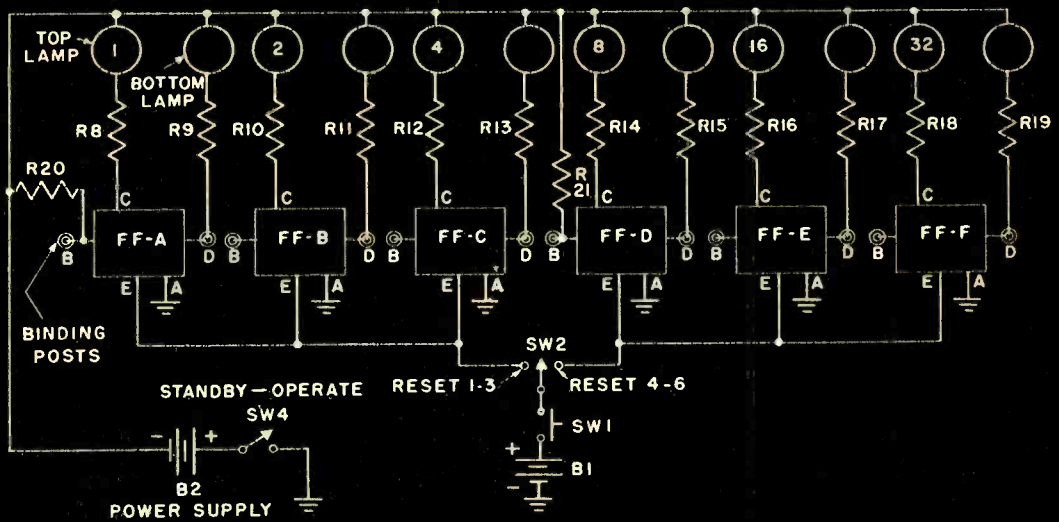 TOP LAMP
1
2
4
8
16
32
BOTTOM LAMP
R8
R9
R10
R11
R12
R13
R14
R15
R16
R17
R18
R19
R20
R 21
C
C
C
C
C
C
FF-A
FF-B
FF-C
FF-D
FF-E
FF-F
B
D
B
D
B
D
B
D
B
D
B
D
E
A
E
A
E
A
E
A
E
A
E
A
BINDING POSTS
SW2
RESET 1-3
RESET 4-6
STANDBY-OPERATE
SW4
SW1
-
+
+
B1
-
B2
POWER SUPPLY